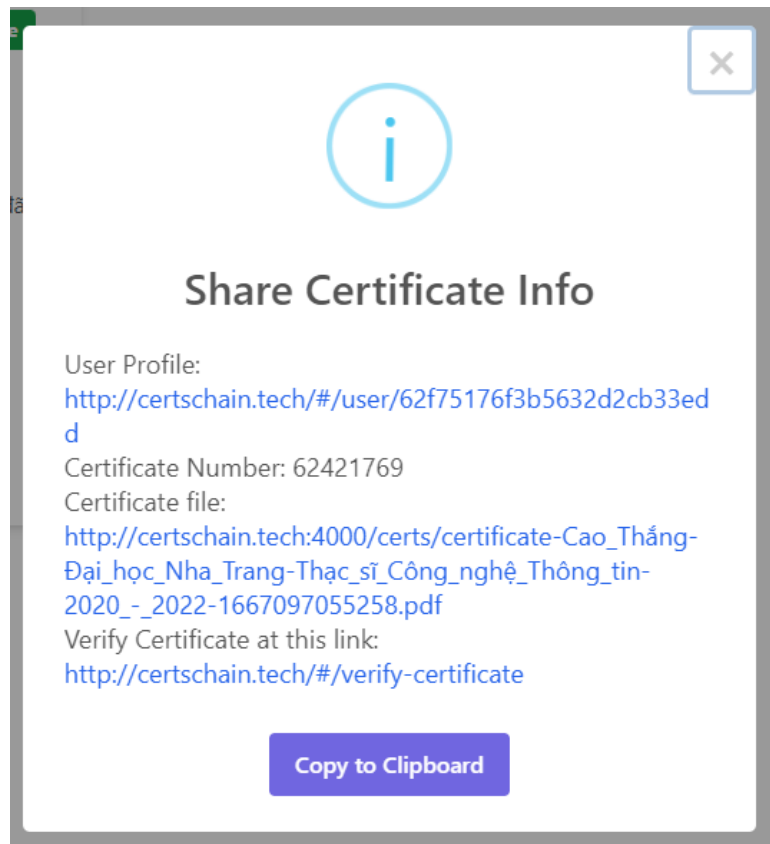 Share Certificate Info
User Profile:
http://certschain.tech/#/user/62f75176f3b5632d2cb33ed
d
Certificate Number: 62421769
Certificate file:
http://certschain.tech:4000/certs/certificate-Cao_Thắng-
Đại_học_Nha_Trang-Thạc_sĩ_Công_nghệ_Thông_tin-
2020_-_2022-1667097055258.pdf
Verify Certificate at this link:
http://certschain.tech/#/verify-certificate
Copy to Clipboard